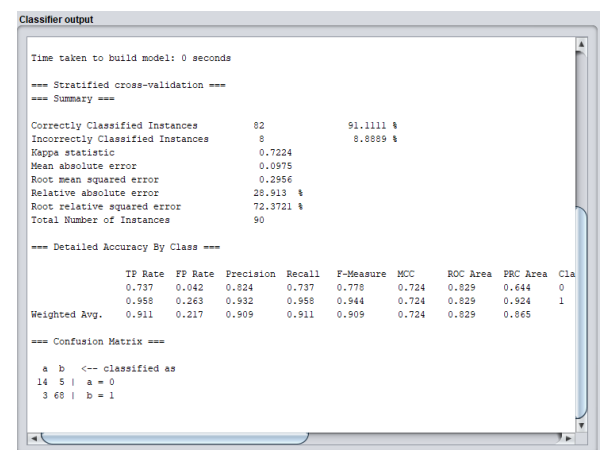 Classifier output
Time taken to build model: 0 seconds
=== Stratified cross-validation ===
=== Summary ===
Correctly Classified Instances 82 91.1111 %
Incorrectly Classified Instances 8 8.8889 %
Kappa statistic 0.7224
Mean absolute error 0.0975
Root mean squared error 0.2956
Relative absolute error 28.913 %
Root relative squared error 72.3721 %
Total Number of Instances 90
=== Detailed Accuracy By Class ===
TP Rate FP Rate Precision Recall F-Measure MCC ROC Area PRC Area Cla
0.737 0.042 0.824 0.737 0.778 0.724 0.829 0.644 0
0.958 0.263 0.932 0.958 0.944 0.724 0.829 0.924 1
Weighted Avg. 0.911 0.217 0.909 0.911 0.909 0.724 0.829 0.865
=== Confusion Matrix ===
a b <-- classified as
14 5 | a = 0
3 68 | b = 1